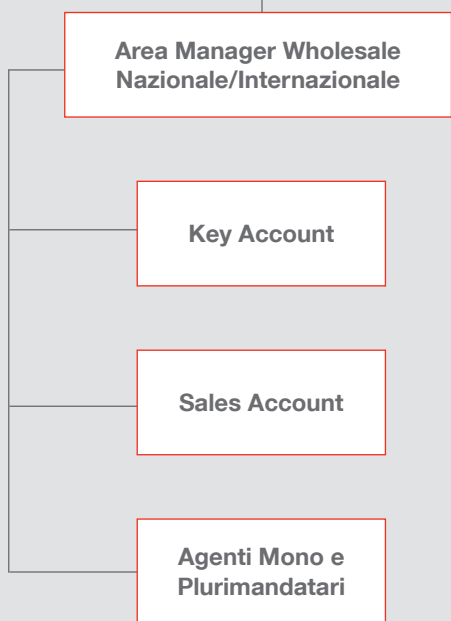 Area Manager Wholesale
Nazionale/Internazionale
Key Account
Sales Account
Agenti Mono e
Plurimandatari